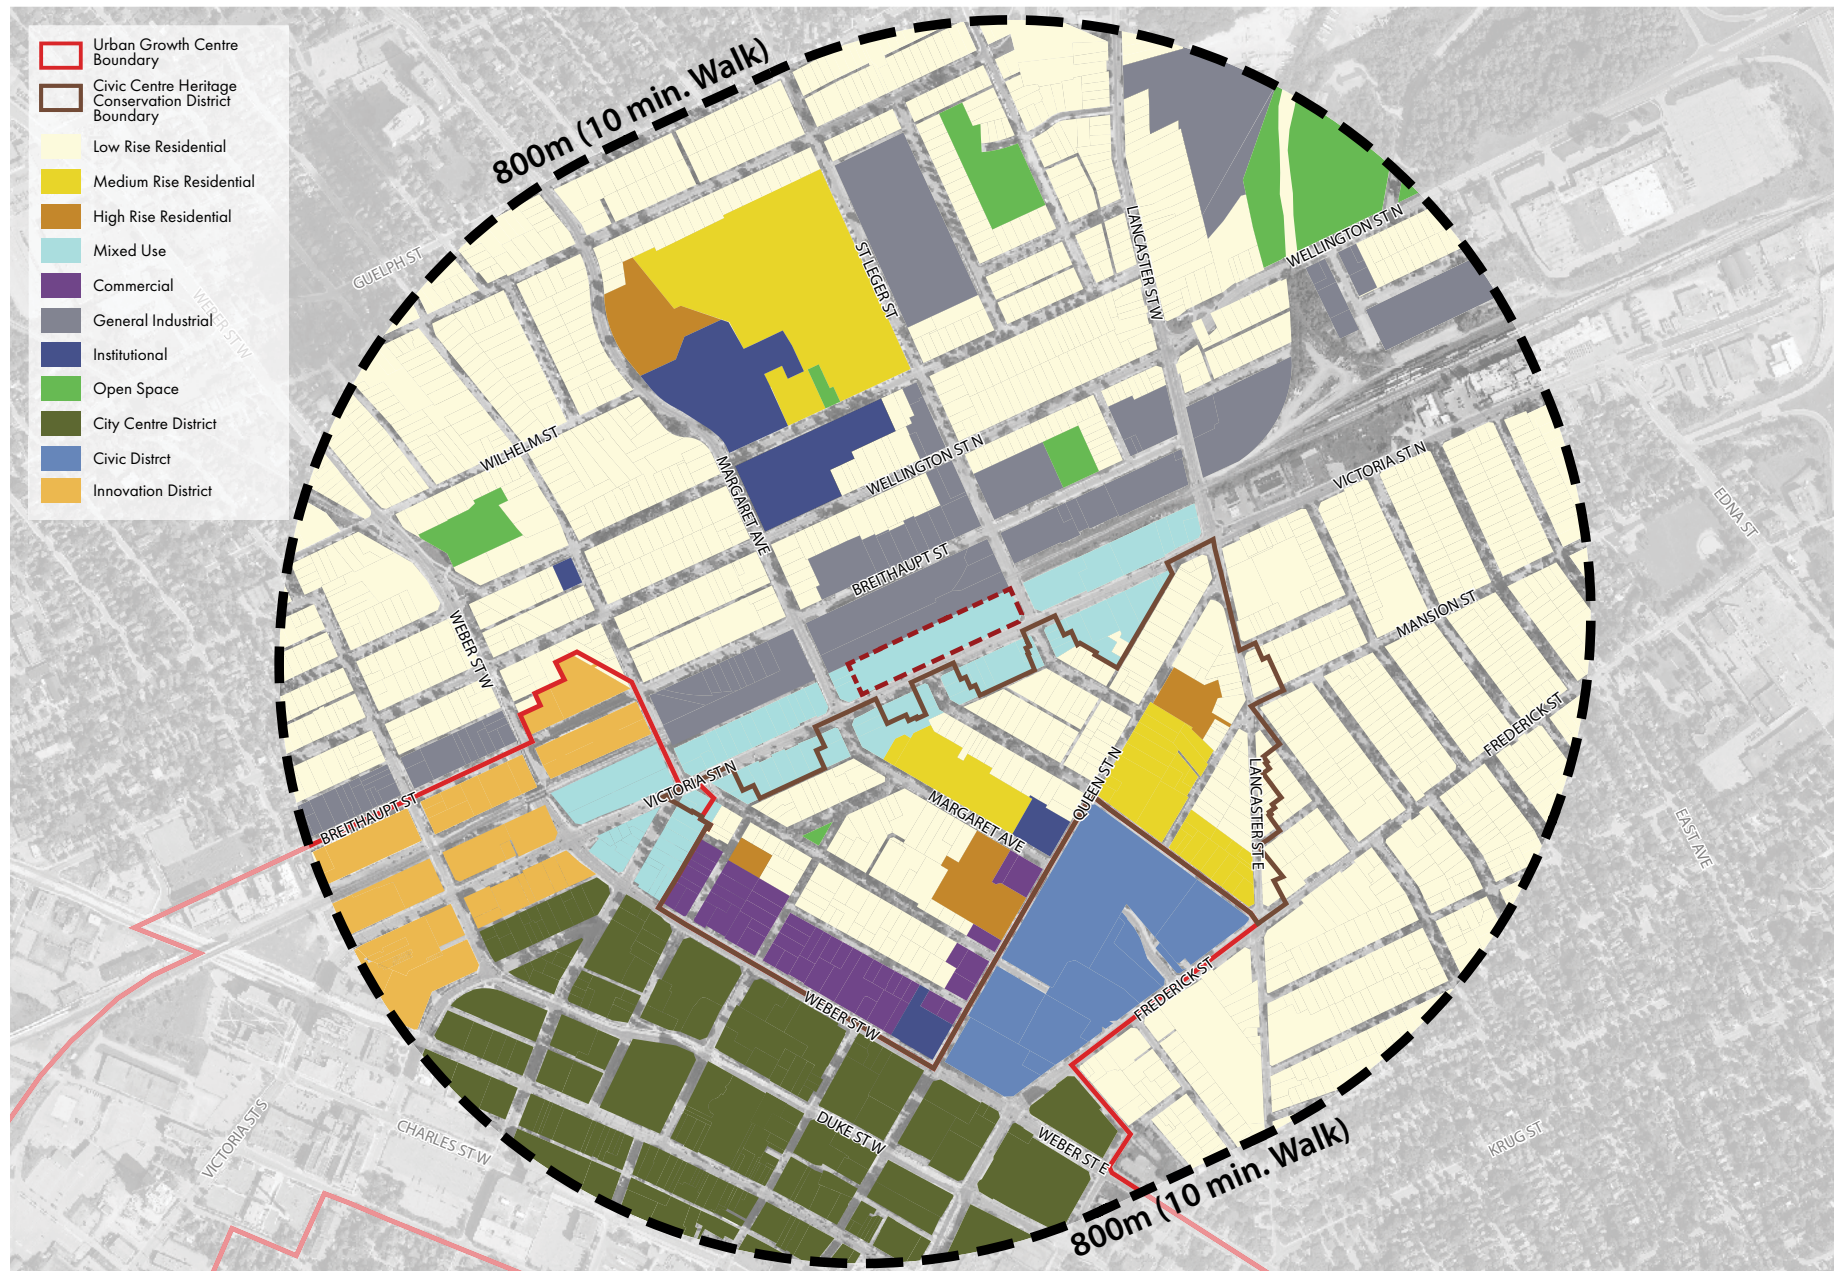 Urban Growth Centre
Boundary
Civic Centre Heritage
Conservation District
Boundary
Low Rise Residential
Medium Rise Residential
High Rise Residential
Mixed Use
Commercial
General Industrial
Institutional
Open Space
City Centre District
Civic Distrct
Innovation District
800m (10 min. Walk)
GUELPH ST
WEBER ST W
ST LEGER ST
LANCASTER ST W
WELLINGTON ST N
WILHELM ST
MARGARET AVE
WELLINGTON ST N
VICTORIA ST N
EDNA ST
BREITHAUPT ST
WEBER ST W
MANSION ST
FREDERICK ST
VICTORIA ST N
QUEEN ST N
MARGARET AVE
LANCASTER ST E
BREITHAUPT ST
EAST AVE
WEBER ST W
FREDERICK ST
VICTORIA ST S
CHARLES ST W
DUKE ST W
WEBER ST E
KRUG ST
800m (10 min. Walk)